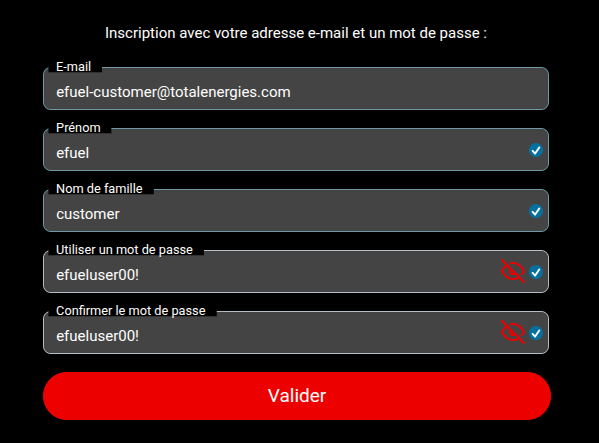 Inscription avec votre adresse e-mail et un mot de passe :
E-mail
efuel-customer@totalenergies.com
Prénom
efuel
Nom de famille
customer
Utiliser un mot de passe
efueluser00!
Confirmer le mot de passe
efueluser00!
Valider